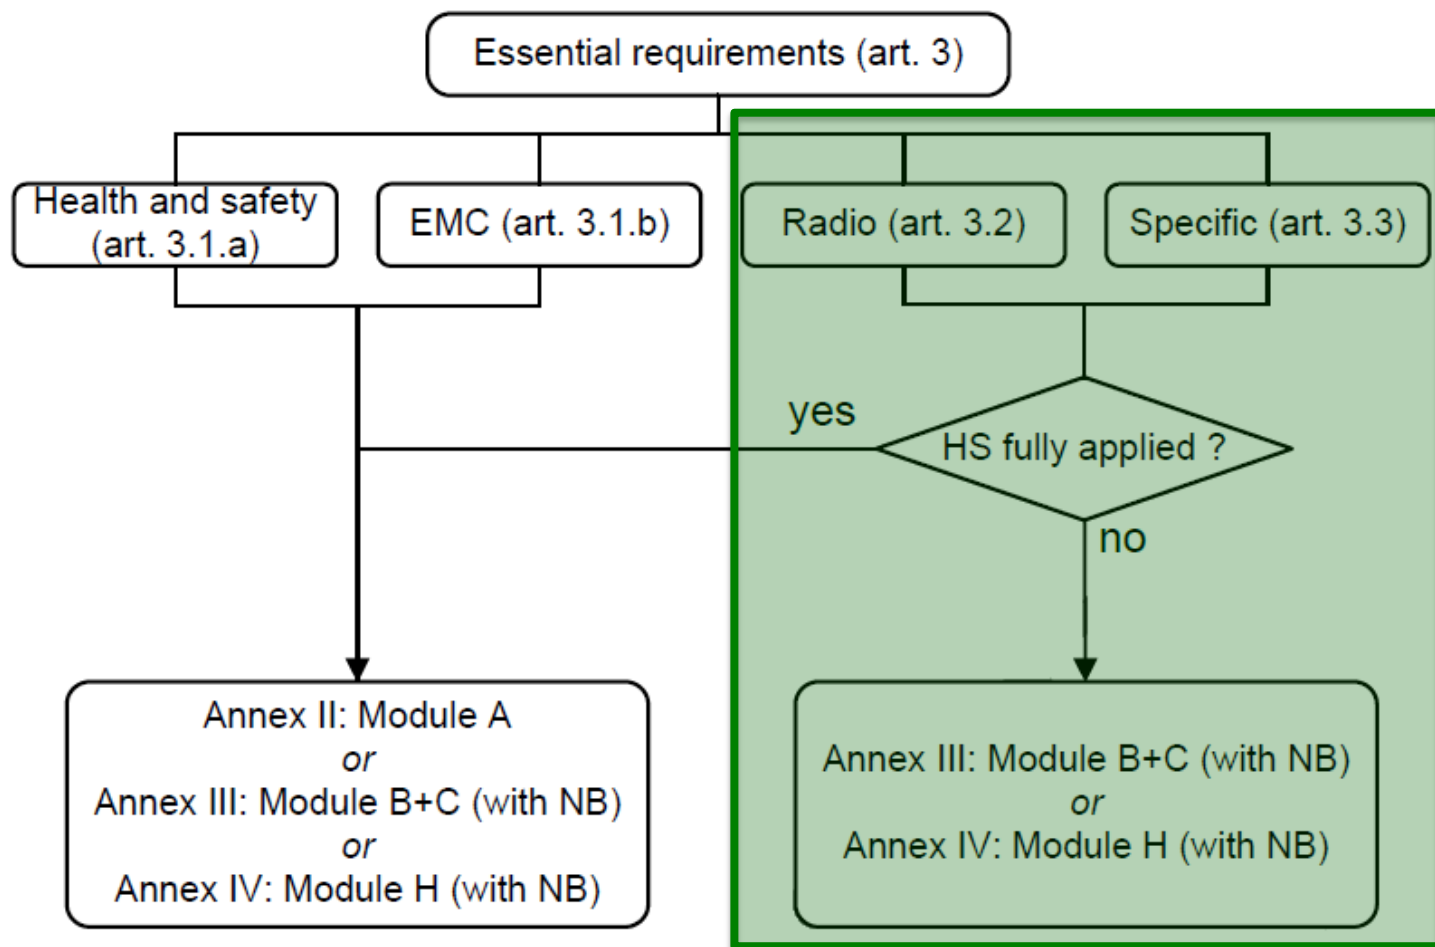 Essential requirements (art. 3)
Health and safety
(art. 3.1.a)
EMC (art. 3.1.b)
Radio (art. 3.2)
Specific (art. 3.3)
yes
HS fully applied ?
no
Annex II: Module A
or
Annex III: Module B+C (with NB)
or
Annex IV: Module H (with NB)
Annex III: Module B+C (with NB)
or
Annex IV: Module H (with NB)